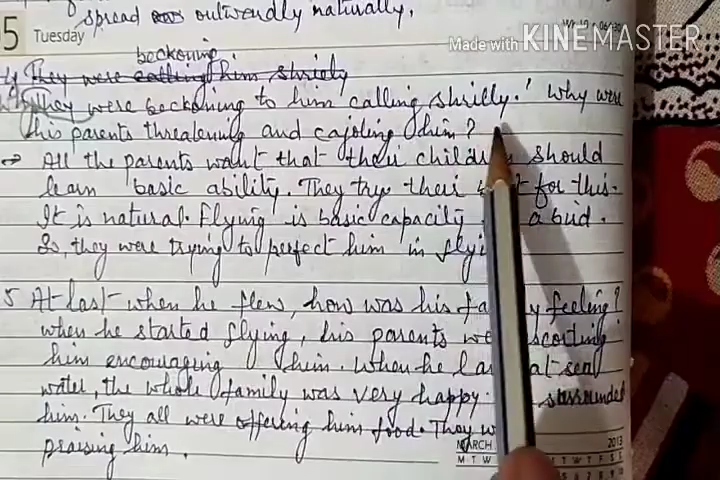 spread outwardly naturally.
05 Tuesday
Made with KINEMASTER
beckoning
They were calling him shriely
They were beckoning to him calling shrilly.' Why were
his parents threatening and cajoling him?
→ All the parents want that their should
learn basic ability. They try their for this.
It is natural. Flying is basic capacity a bird.
So, they were trying to perfect him in
5 At last when he flew, how was his feeling?
when he started flying, his parents
him encouraging him. When he at sea
water, the whole family was very happy. surrounded
him. They all were offering him food. They
praising him.
MARCH 2013
M T W T F S S